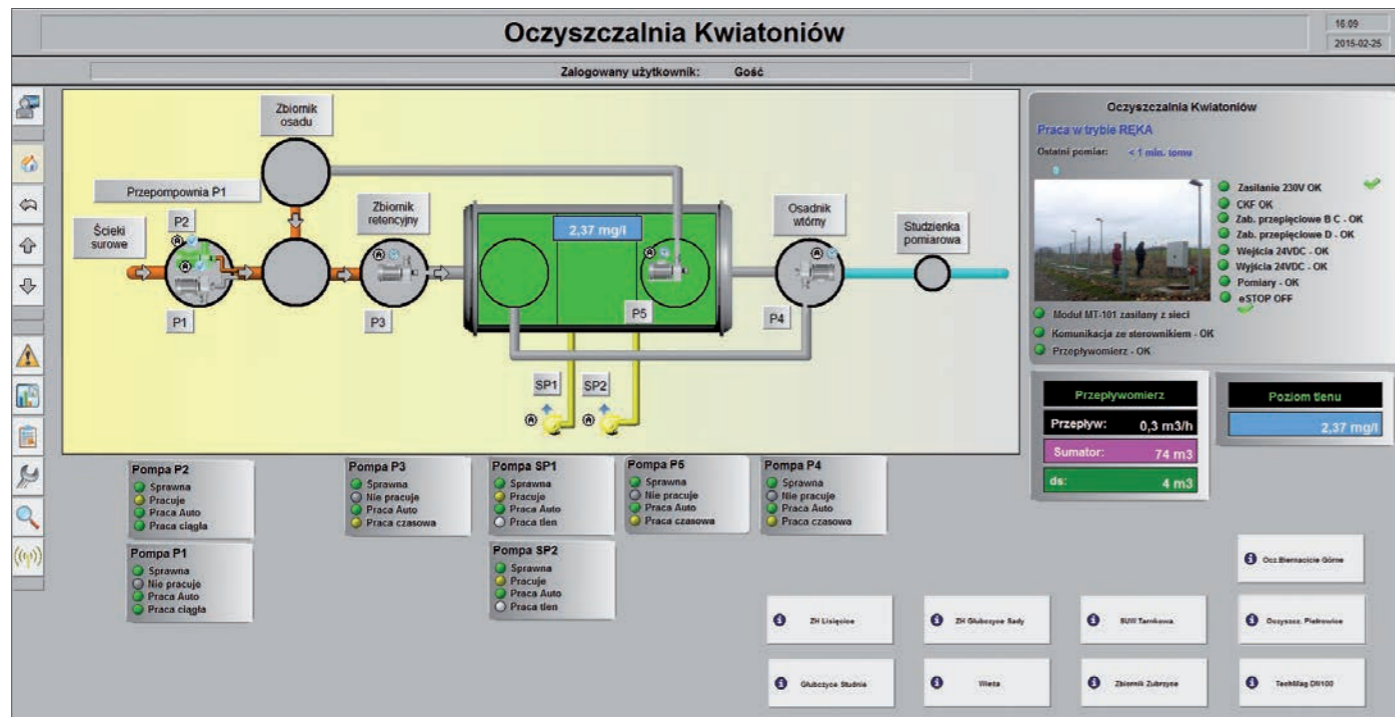 Oczyszczalnia Kwiatoniów
16:09
2015-02-25
Zalogowany użytkownik: Gość
Zbiornik
osadu
Przepompownia P1
Ścieki
surowe
P2
P1
Zbiornik
retencyjny
P3
2,37 mg/l
P5
Osadnik
wtórny
P4
Studzienka
pomiarowa
SP1
SP2
Oczyszczalnia Kwiatoniów
Praca w trybie RĘKA
Ostatni pomiar: < 1 min. temu
Zasilanie 230V OK
CKF OK
Zab. przepięciowe B C - OK
Zab. przepięciowe D - OK
Wejścia 24VDC - OK
Wyjścia 24VDC - OK
Pomiary - OK
eSTOP OFF
Moduł MT-101 zasilany z sieci
Komunikacja ze sterownikiem - OK
Przepływomierz - OK
Przepływomierz
Przepływ: 0,3 m3/h
Sumator: 74 m3
ds: 4 m3
Poziom tlenu
2,37 mg/l
Pompa P2
Sprawna
Pracuje
Praca Auto
Praca ciągła
Pompa P1
Sprawna
Nie pracuje
Praca Auto
Praca ciągła
Pompa P3
Sprawna
Nie pracuje
Praca Auto
Praca czasowa
Pompa SP1
Sprawna
Pracuje
Praca Auto
Praca tlen
Pompa SP2
Sprawna
Pracuje
Praca Auto
Praca tlen
Pompa P5
Sprawna
Nie pracuje
Praca Auto
Praca czasowa
Pompa P4
Sprawna
Nie pracuje
Praca Auto
Praca czasowa
Ocz.Biernacicie Górne
ZH Lisięcice
ZH Głubczyce Sady
SUW Tarnkowa
Oczyszcz. Pietrowice
Głubczyce Studnie
Wieża
Zbiornik Zubrzyce
TechMag DN100